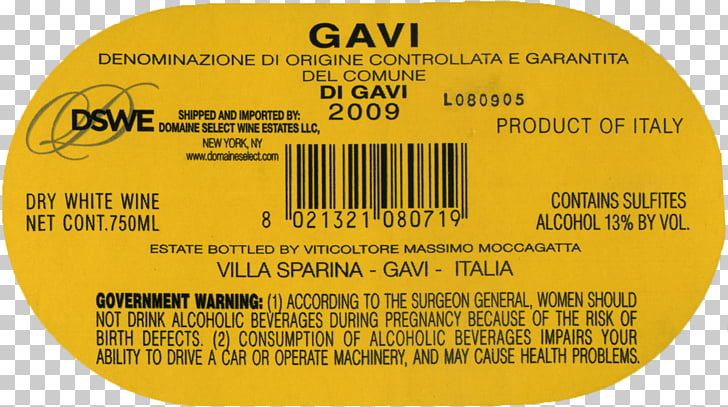 GAVI
DENOMINAZIONE DI ORIGINE CONTROLLATA E GARANTITA
DEL COMUNE
DI GAVI
2009
L080905
DSWE
SHIPPED AND IMPORTED BY:
DOMAINE SELECT WINE ESTATES LLC,
NEW YORK, NY
www.domaineselect.com
PRODUCT OF ITALY
DRY WHITE WINE
NET CONT.750ML
8 021321 080719
CONTAINS SULFITES
ALCOHOL 13% BY VOL.
ESTATE BOTTLED BY VITICOLTORE MASSIMO MOCCAGATTA
VILLA SPARINA - GAVI - ITALIA
GOVERNMENT WARNING: (1) ACCORDING TO THE SURGEON GENERAL, WOMEN SHOULD
NOT DRINK ALCOHOLIC BEVERAGES DURING PREGNANCY BECAUSE OF THE RISK OF
BIRTH DEFECTS. (2) CONSUMPTION OF ALCOHOLIC BEVERAGES IMPAIRS YOUR
ABILITY TO DRIVE A CAR OR OPERATE MACHINERY, AND MAY CAUSE HEALTH PROBLEMS.